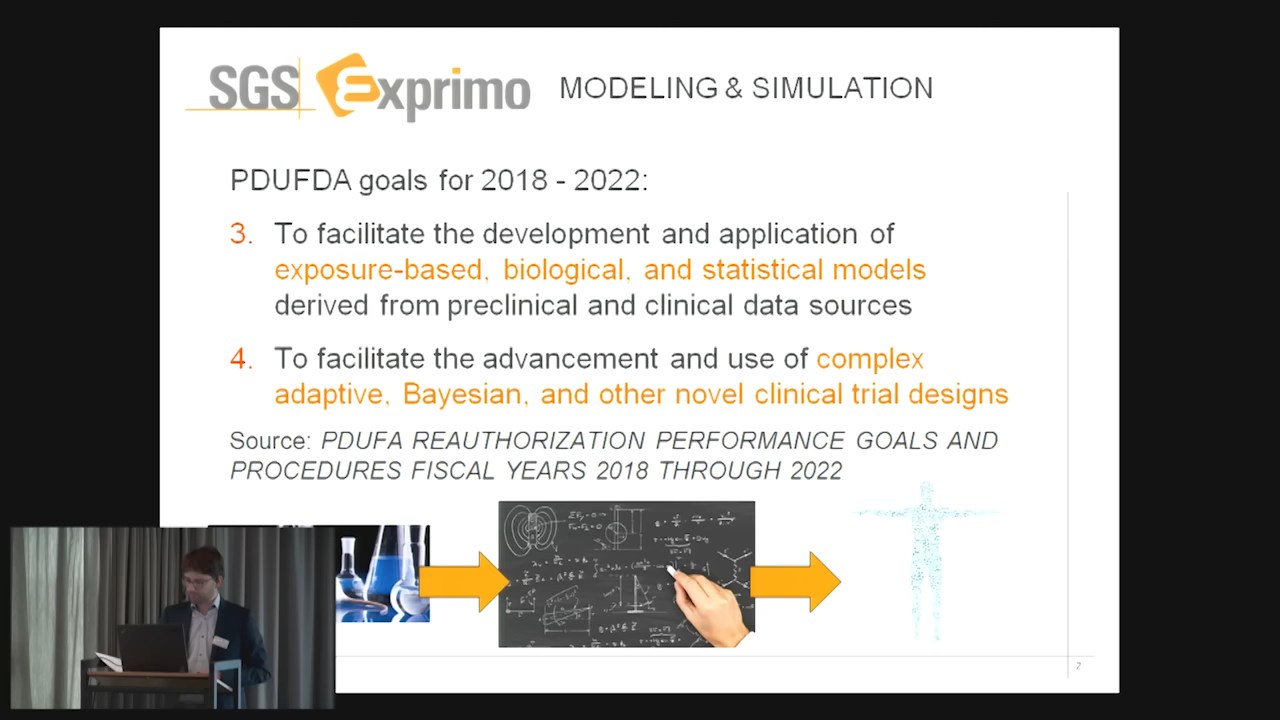 SGS Exprimo MODELING & SIMULATION
PDUFDA goals for 2018 - 2022:
3. To facilitate the development and application of
exposure-based, biological, and statistical models
derived from preclinical and clinical data sources
4. To facilitate the advancement and use of complex
adaptive, Bayesian, and other novel clinical trial designs
Source: PDUFA REAUTHORIZATION PERFORMANCE GOALS AND
PROCEDURES FISCAL YEARS 2018 THROUGH 2022
2